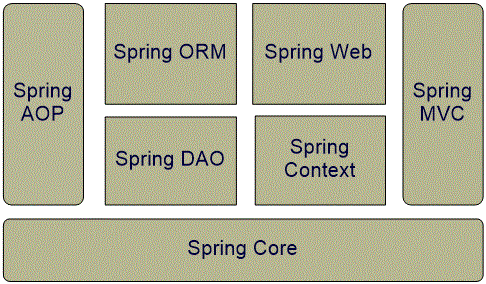 Spring
AOP
Spring ORM
Spring Web
Spring
MVC
Spring DAO
Spring
Context
Spring Core